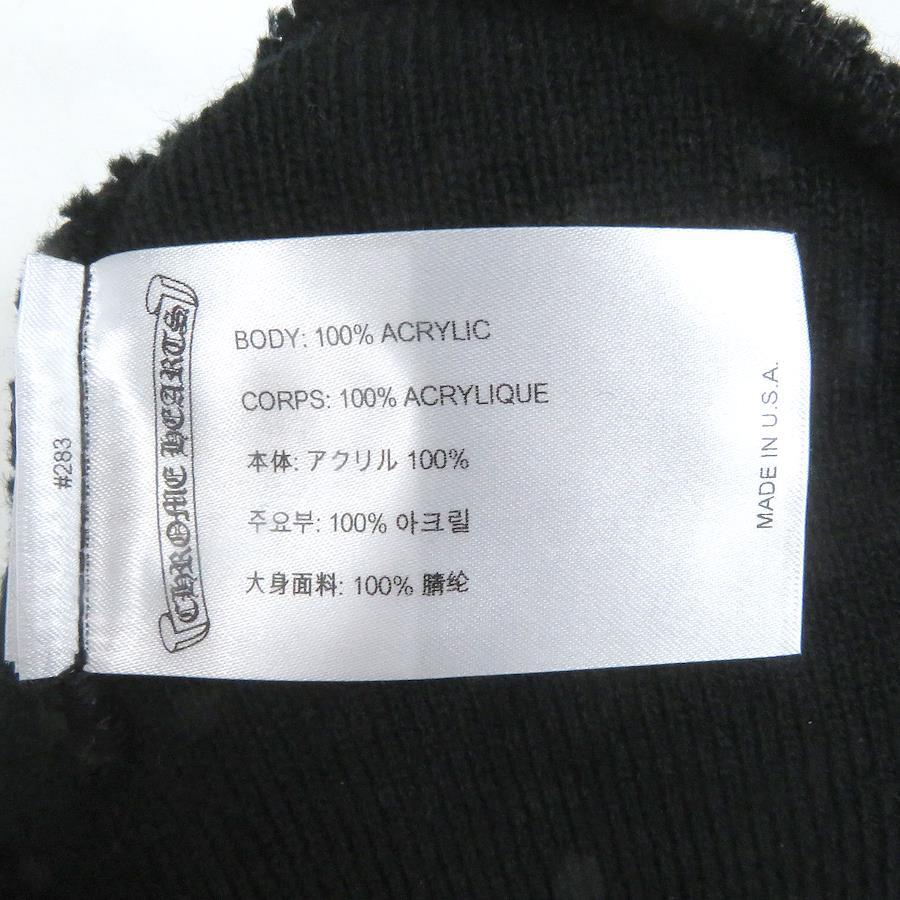 #283
CHROME HEARTS
BODY: 100% ACRYLIC
CORPS: 100% ACRYLIQUE
本体: アクリル 100%
주요부: 100% 아크릴
大身面料: 100% 腈纶
MADE IN U.S.A.